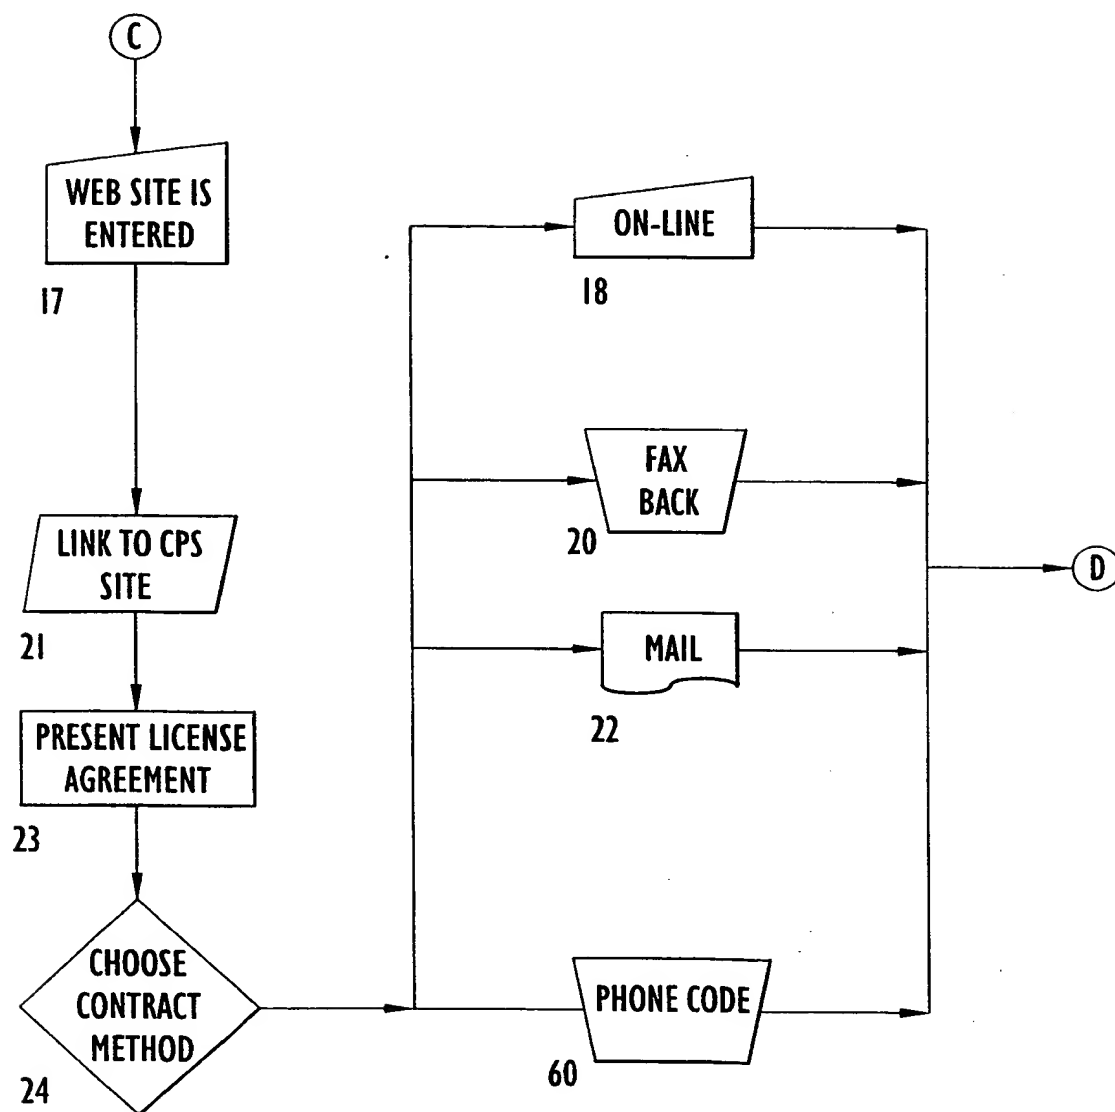 C
WEB SITE IS
ENTERED
17
LINK TO CPS
SITE
21
PRESENT LICENSE
AGREEMENT
23
CHOOSE
CONTRACT
METHOD
24
ON-LINE
18
FAX
BACK
20
MAIL
22
PHONE CODE
60
D